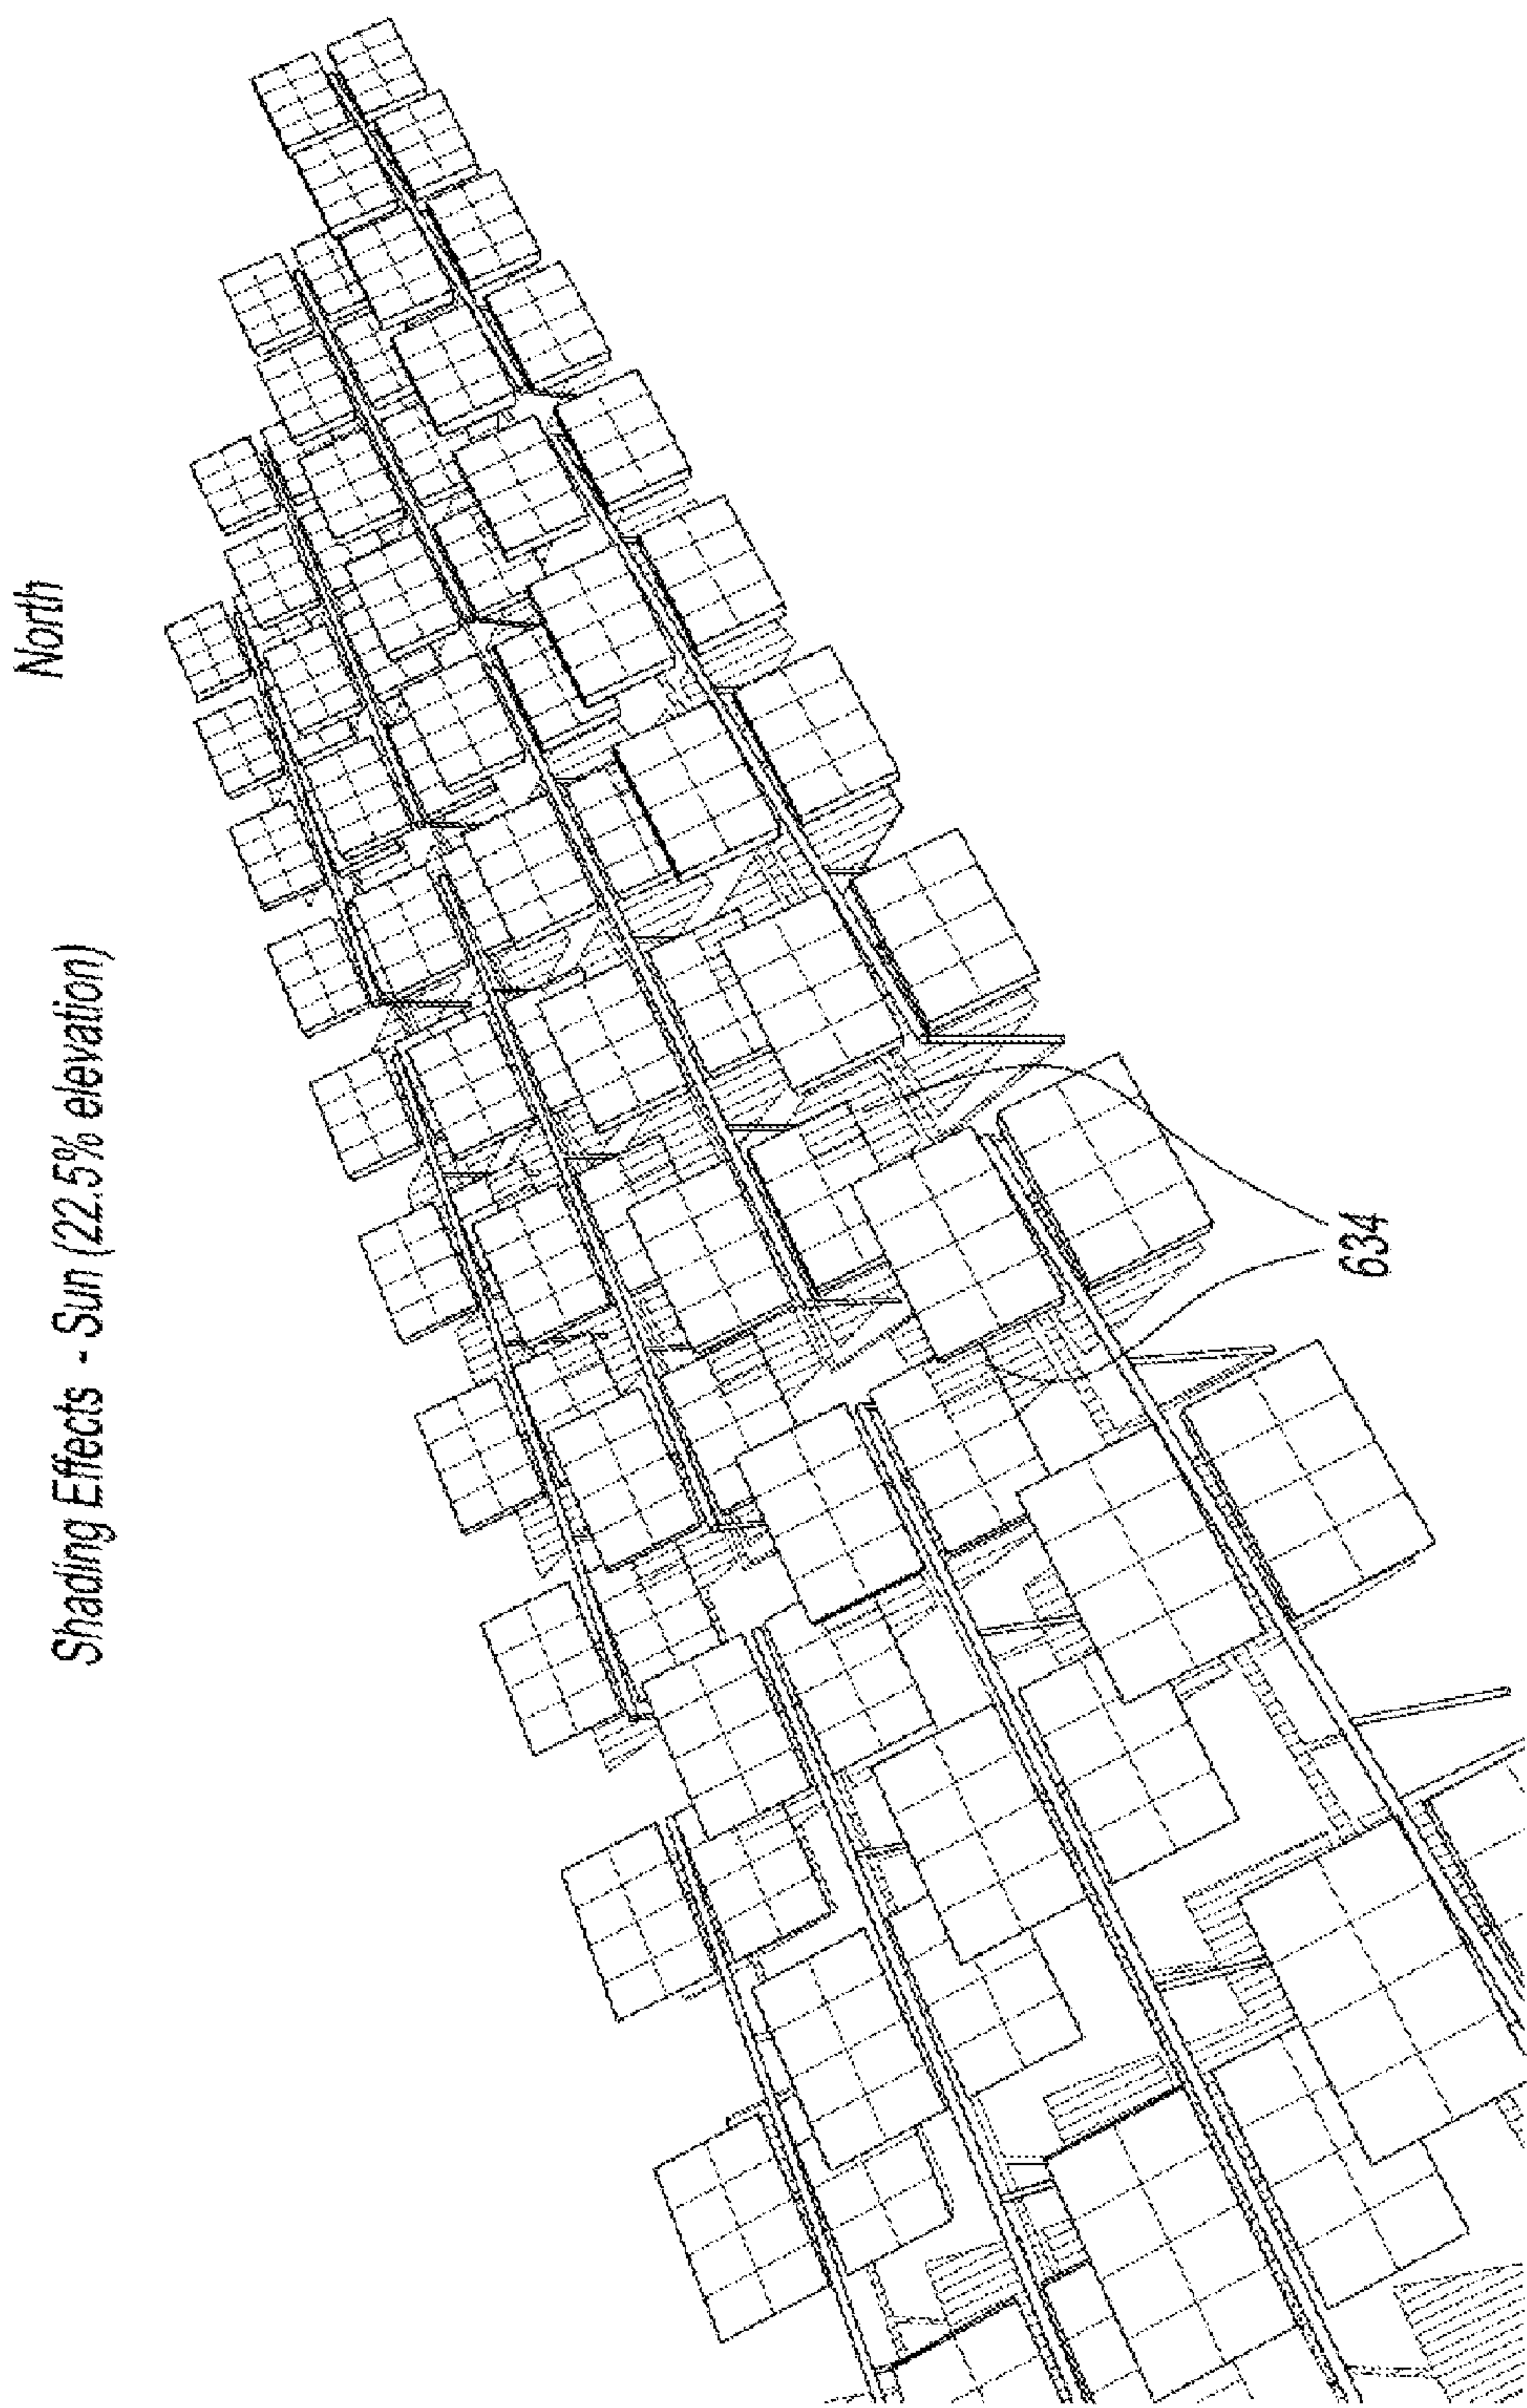 North
Shading Effects - Sun (22.5% elevation)
634